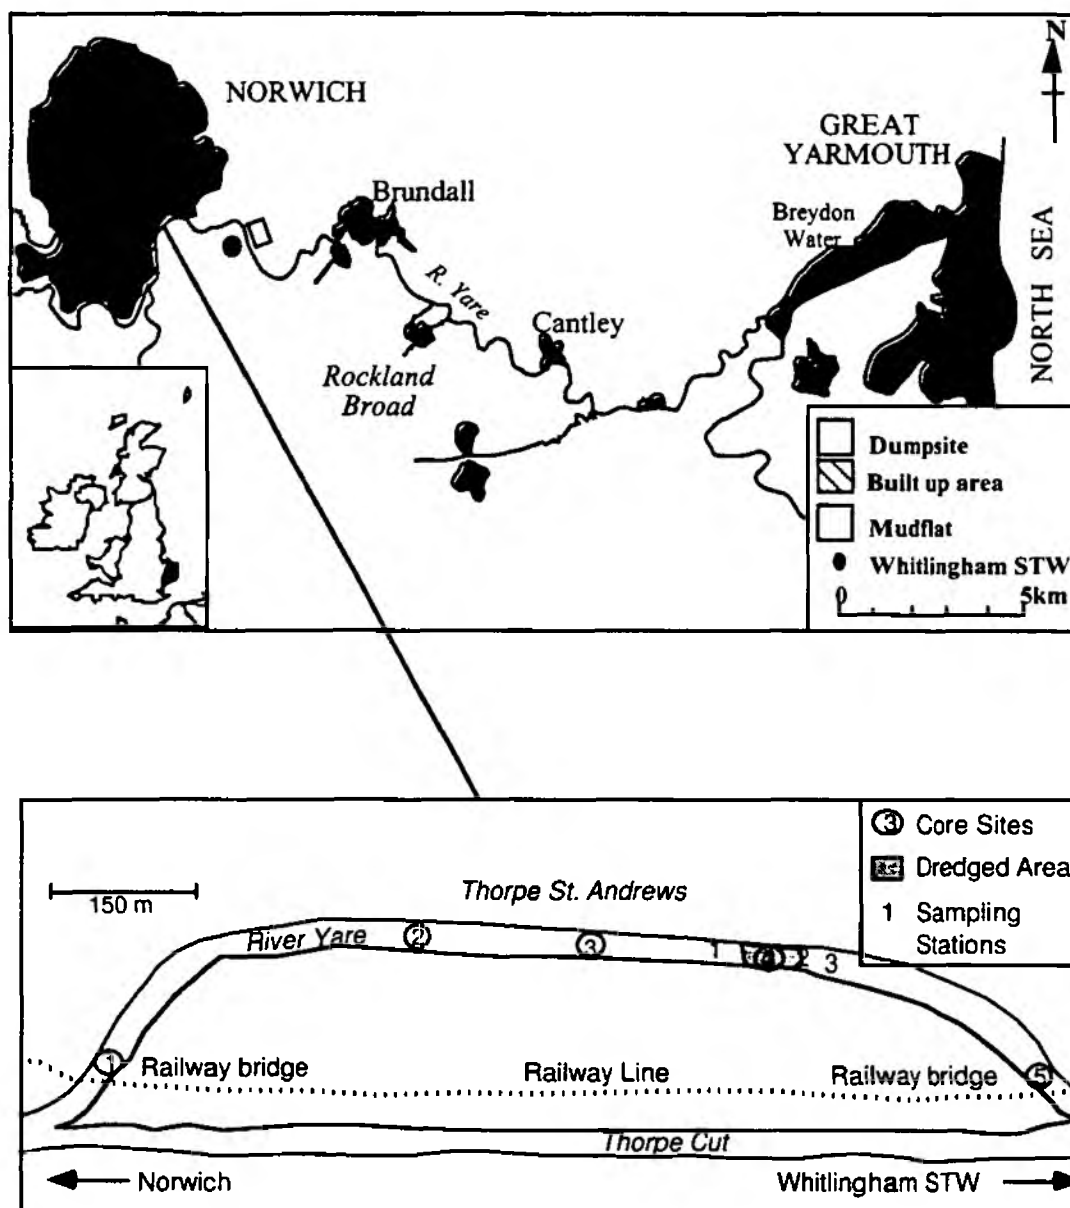 N
NORWICH
GREAT
YARMOUTH
Brundall
Breydon
Water
R. Yare
NORTH SEA
Cantley
Rockland
Broad
Dumpsite
Built up area
Mudflat
Whitlingham STW
0 5km
3 Core Sites
Dredged Area
1 Sampling
Stations
150 m
Thorpe St. Andrews
River Yare
2
3
1
4
2
3
1
Railway bridge
Railway Line
Railway bridge
5
Thorpe Cut
Norwich
Whitlingham STW